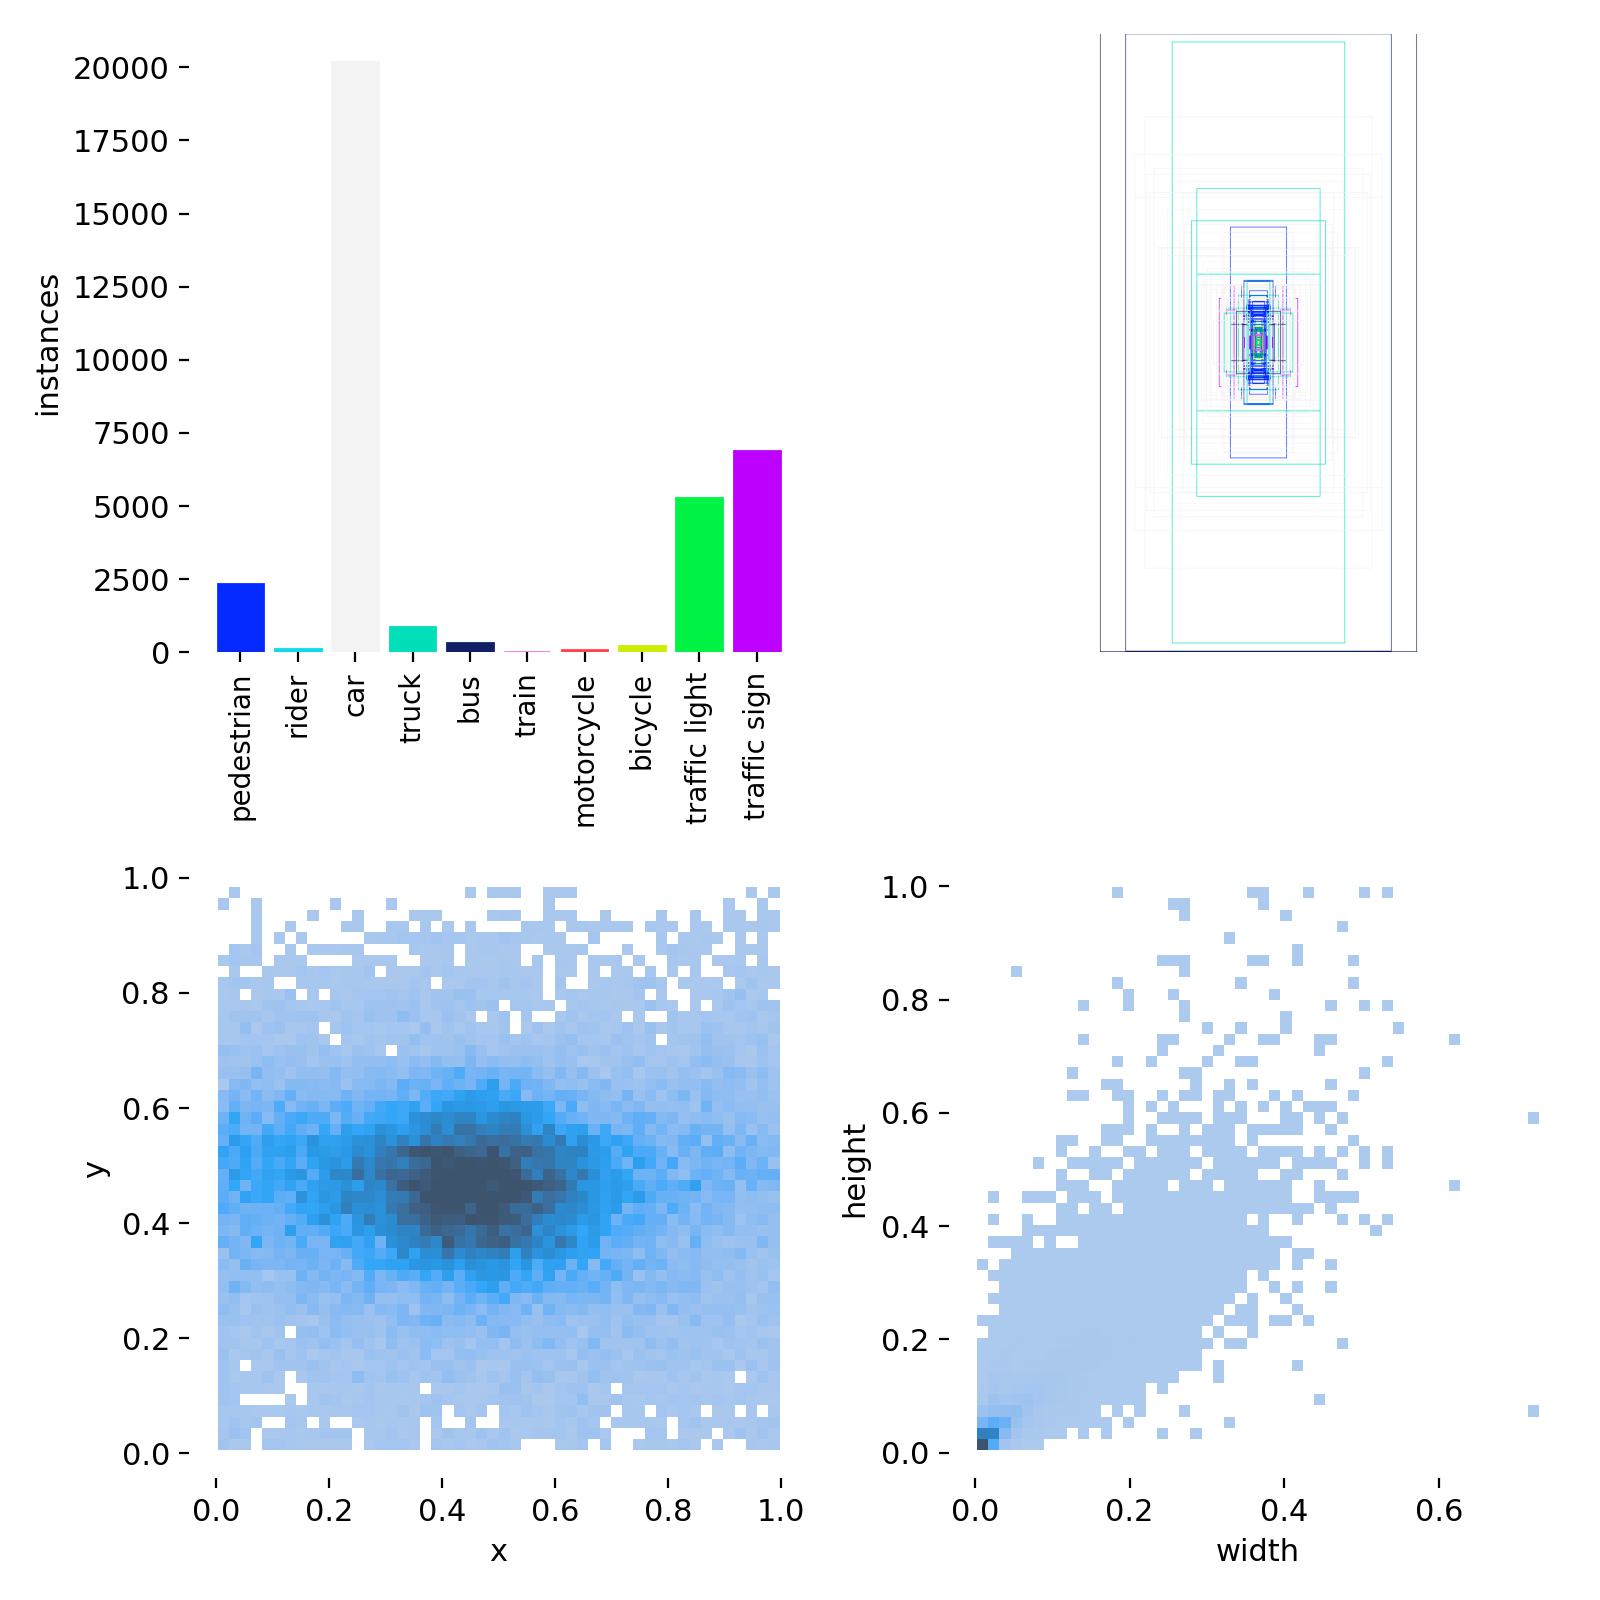 20000
17500
15000
12500
10000
7500
5000
2500
0
instances
pedestrian
rider
car
truck
bus
train
motorcycle
bicycle
traffic light
traffic sign
1.0
0.8
0.6
0.4
0.2
0.0
y
0.0 0.2 0.4 0.6 0.8 1.0
x
1.0
0.8
0.6
0.4
0.2
0.0
height
0.0 0.2 0.4 0.6
width